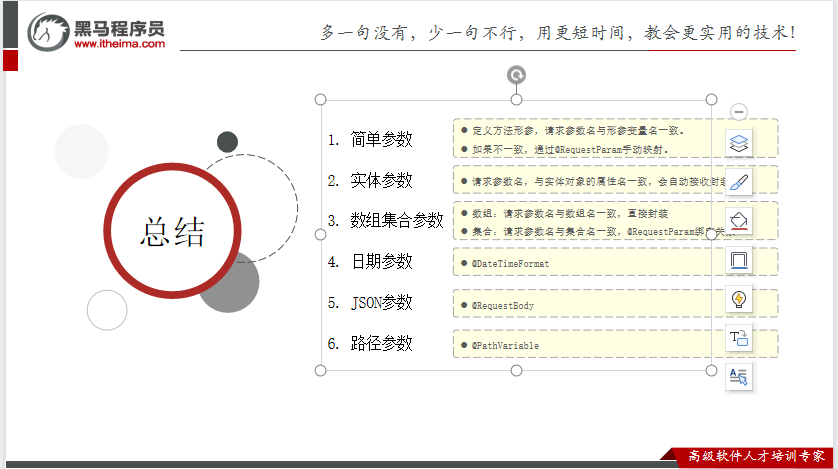 黑马程序员
www.itheima.com
多一句没有，少一句不行，用更短时间，教会更实用的技术！
总结
1. 简单参数
● 定义方法形参，请求参数名与形参变量名一致。
● 如果不一致，通过@RequestParam手动映射。
2. 实体参数
● 请求参数名，与实体对象的属性名一致，会自动接收封装
3. 数组集合参数
● 数组：请求参数名与数组名一致，直接封装
● 集合：请求参数名与集合名一致，@RequestParam绑定关系
4. 日期参数
● @DateTimeFormat
5. JSON参数
● @RequestBody
6. 路径参数
● @PathVariable
高级软件人才培训专家